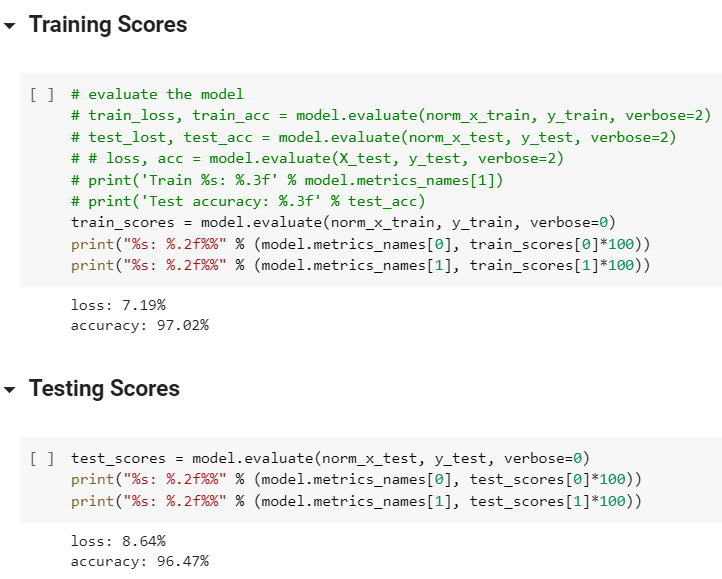 Training Scores
[ ] # evaluate the model
# train_loss, train_acc = model.evaluate(norm_x_train, y_train, verbose=2)
# test_lost, test_acc = model.evaluate(norm_x_test, y_test, verbose=2)
# # loss, acc = model.evaluate(X_test, y_test, verbose=2)
# print('Train %s: %.3f' % model.metrics_names[1])
# print('Test accuracy: %.3f' % test_acc)
train_scores = model.evaluate(norm_x_train, y_train, verbose=0)
print("%s: %.2f%%" % (model.metrics_names[0], train_scores[0]*100))
print("%s: %.2f%%" % (model.metrics_names[1], train_scores[1]*100))
loss: 7.19%
accuracy: 97.02%
Testing Scores
[ ] test_scores = model.evaluate(norm_x_test, y_test, verbose=0)
print("%s: %.2f%%" % (model.metrics_names[0], test_scores[0]*100))
print("%s: %.2f%%" % (model.metrics_names[1], test_scores[1]*100))
loss: 8.64%
accuracy: 96.47%